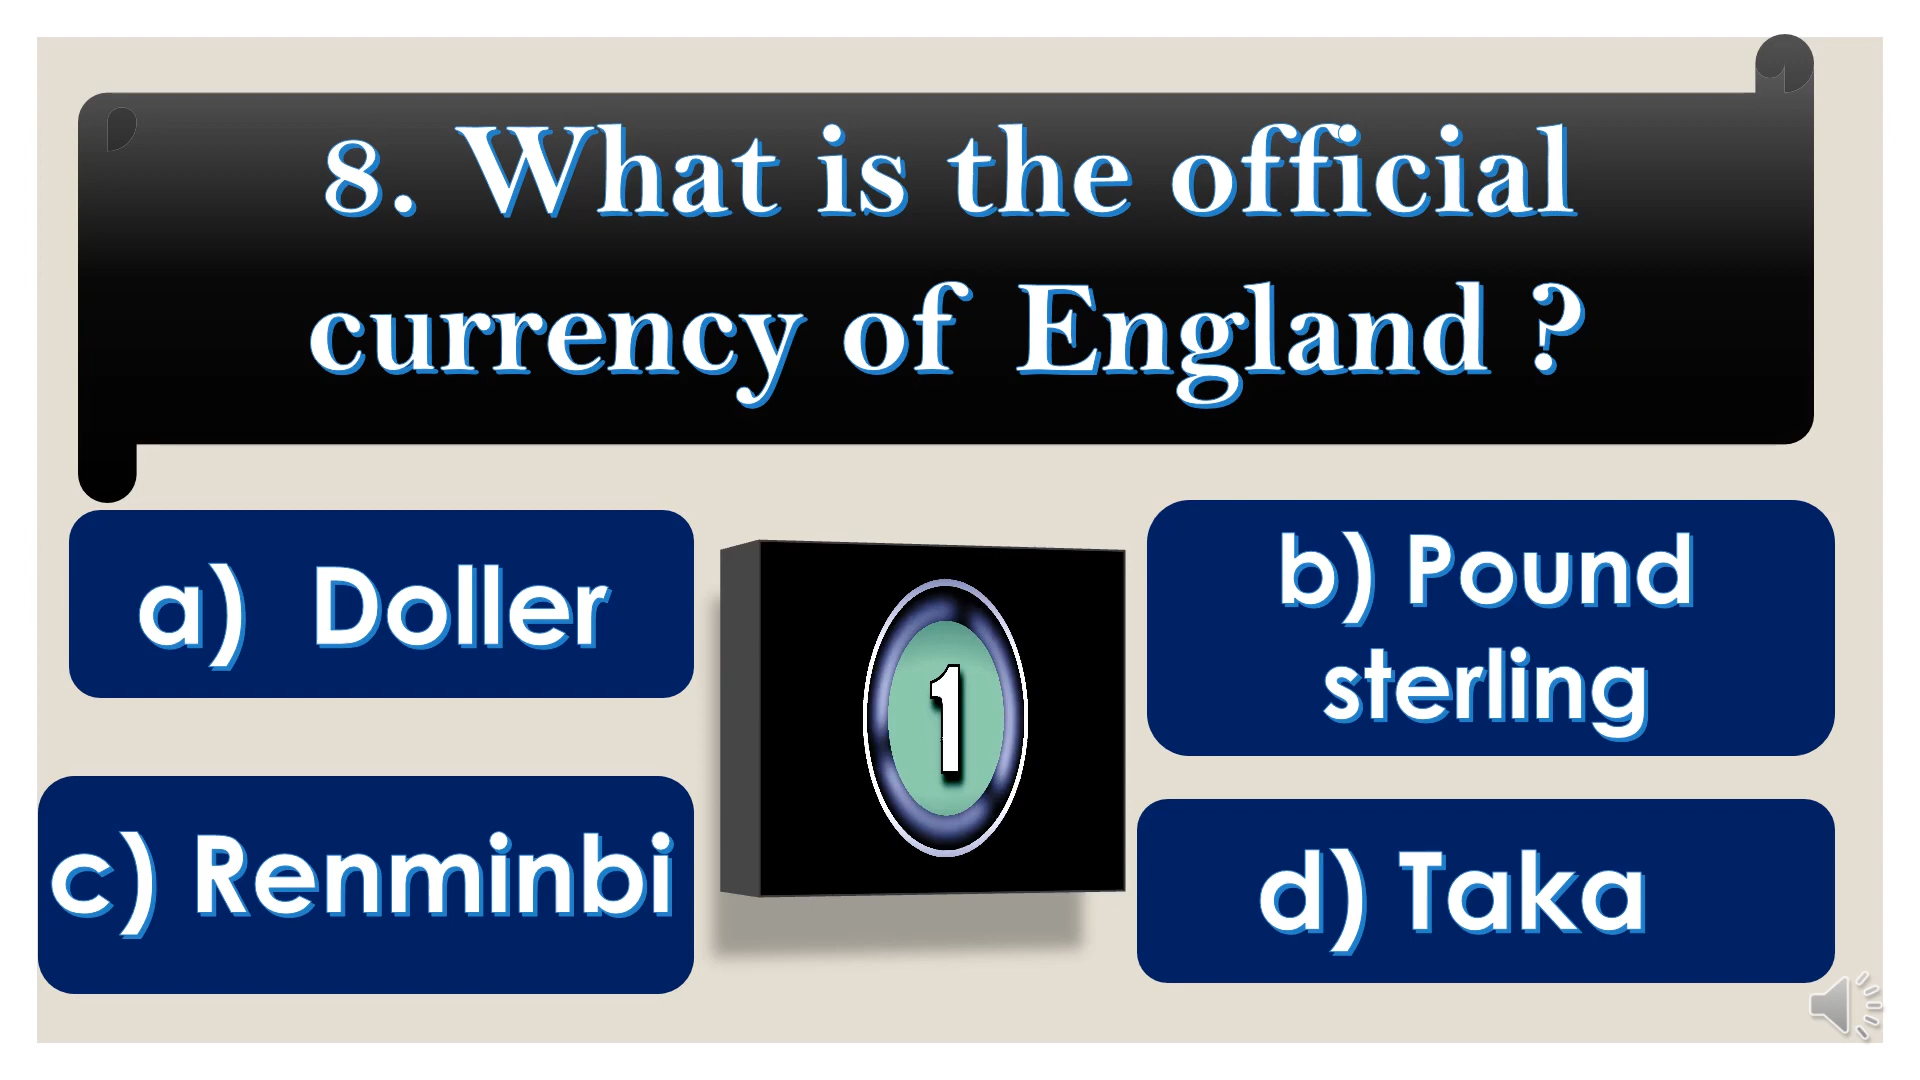 8. What is the official
currency of England ?
a) Doller
b) Pound
sterling
1
c) Renminbi
d) Taka